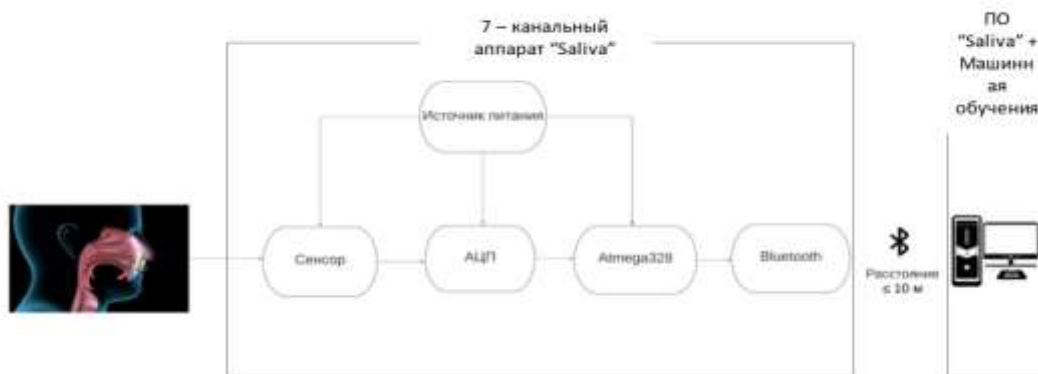 7 – канальный
аппарат “Saliva”
ПО
“Saliva” +
Машинн
ая
обучения
Источник питания
Сенсор
АЦП
Atmega328
Bluetooth
Расстояние
≤ 10 м